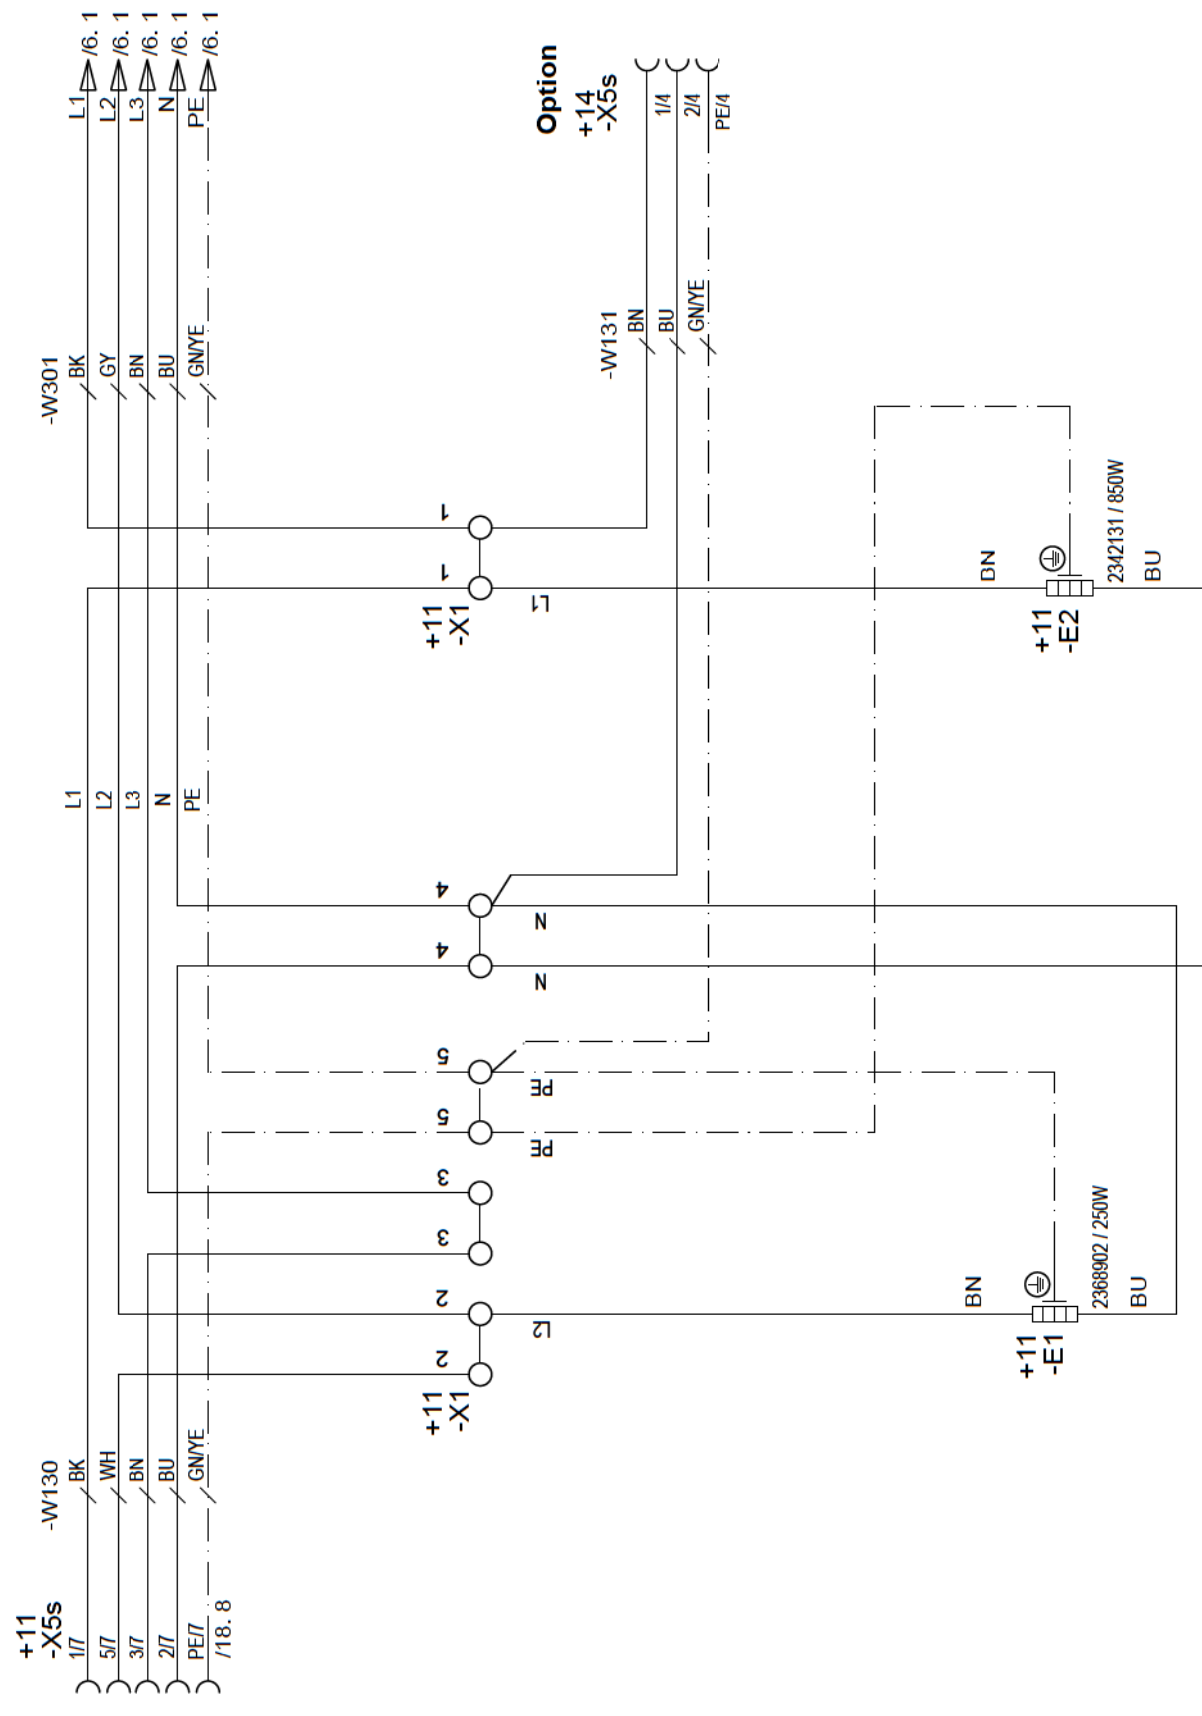 +11
-X5s
1/7
5/7
3/7
2/7
PE/7
/18. 8
-W130
BK
WH
BN
BU
GN/YE
L1
L2
L3
N
PE
-W301
BK
GY
BN
BU
GN/YE
L1
L2
L3
N
PE
/6. 1
/6. 1
/6. 1
/6. 1
/6. 1
Option
+14
-X5s
1/4
2/4
PE/4
-W131
BN
BU
GN/YE
+11
-X1
2
2
3
3
5
5
4
4
+11
-X1
1
1
L2
PE
PE
N
N
L1
BN
+11
-E1
2368902 / 250W
BU
BN
+11
-E2
2342131 / 850W
BU